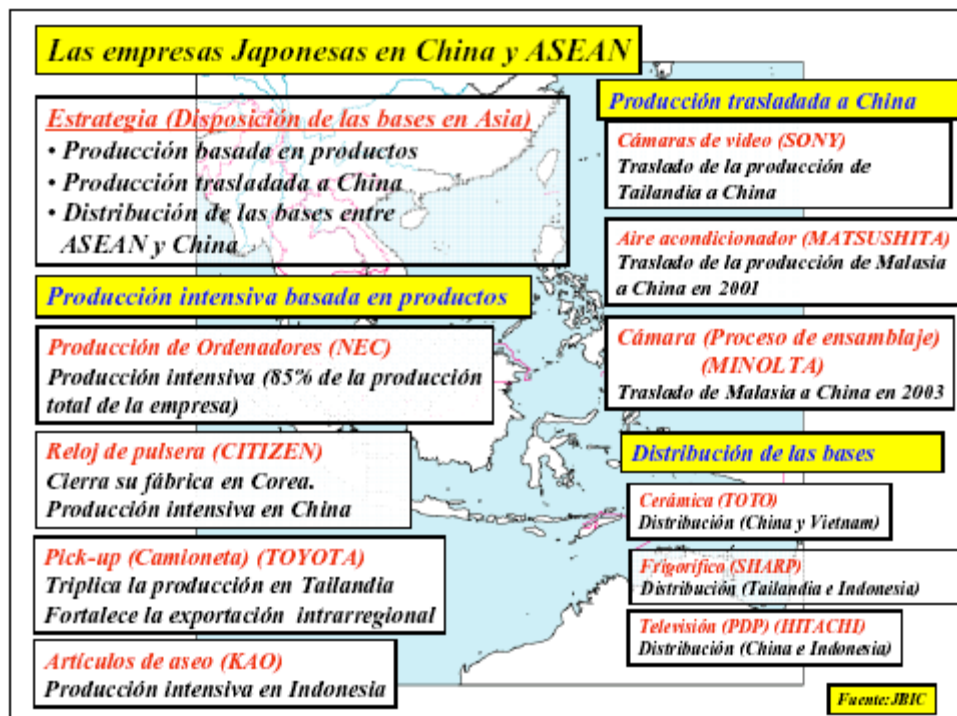 Las empresas Japonesas en China y ASEAN
Estrategia (Disposición de las bases en Asia)
• Producción basada en productos
• Producción trasladada a China
• Distribución de las bases entre
ASEAN y China
Producción intensiva basada en productos
Producción de Ordenadores (NEC)
Producción intensiva (85% de la producción
total de la empresa)
Reloj de pulsera (CITIZEN)
Cierra su fábrica en Corea.
Producción intensiva en China
Pick-up (Camioneta) (TOYOTA)
Triplica la producción en Tailandia
Fortalece la exportación intrarregional
Artículos de aseo (KAO)
Producción intensiva en Indonesia
Producción trasladada a China
Cámaras de video (SONY)
Traslado de la producción de
Tailandia a China
Aire acondicionador (MATSUSHITA)
Traslado de la producción de Malasia
a China en 2001
Cámara (Proceso de ensamblaje)
(MINOLTA)
Traslado de Malasia a China en 2003
Distribución de las bases
Cerámica (TOTO)
Distribución (China y Vietnam)
Frigorífico (SHARP)
Distribución (Tailandia e Indonesia)
Televisión (PDP) (HITACHI)
Distribución (China e Indonesia)
Fuente:JBIC